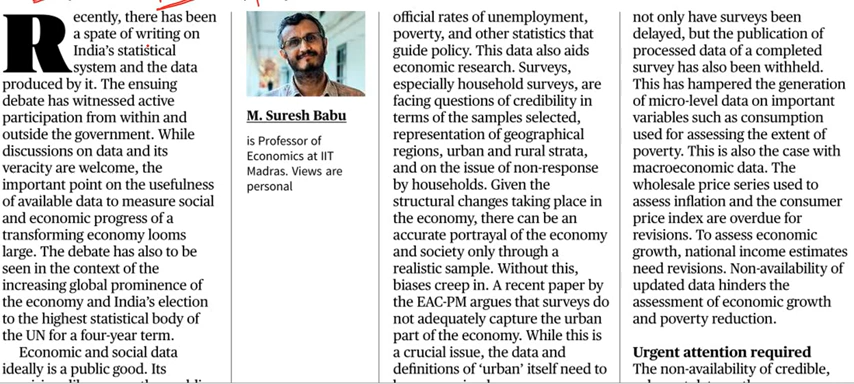 Recently, there has been
a spate of writing on
India's statistical
system and the data
produced by it. The ensuing
debate has witnessed active
participation from within and
outside the government. While
discussions on data and its
veracity are welcome, the
important point on the usefulness
of available data to measure social
and economic progress of a
transforming economy looms
large. The debate has also to be
seen in the context of the
increasing global prominence of
the economy and India's election
to the highest statistical body of
the UN for a four-year term.
Economic and social data
ideally is a public good. Its
M. Suresh Babu
is Professor of
Economics at IIT
Madras. Views are
personal
official rates of unemployment,
poverty, and other statistics that
guide policy. This data also aids
economic research. Surveys,
especially household surveys, are
facing questions of credibility in
terms of the samples selected,
representation of geographical
regions, urban and rural strata,
and on the issue of non-response
by households. Given the
structural changes taking place in
the economy, there can be an
accurate portrayal of the economy
and society only through a
realistic sample. Without this,
biases creep in. A recent paper by
the EAC-PM argues that surveys do
not adequately capture the urban
part of the economy. While this is
a crucial issue, the data and
definitions of 'urban' itself need to
not only have surveys been
delayed, but the publication of
processed data of a completed
survey has also been withheld.
This has hampered the generation
of micro-level data on important
variables such as consumption
used for assessing the extent of
poverty. This is also the case with
macroeconomic data. The
wholesale price series used to
assess inflation and the consumer
price index are overdue for
revisions. To assess economic
growth, national income estimates
need revisions. Non-availability of
updated data hinders the
assessment of economic growth
and poverty reduction.
Urgent attention required
The non-availability of credible,